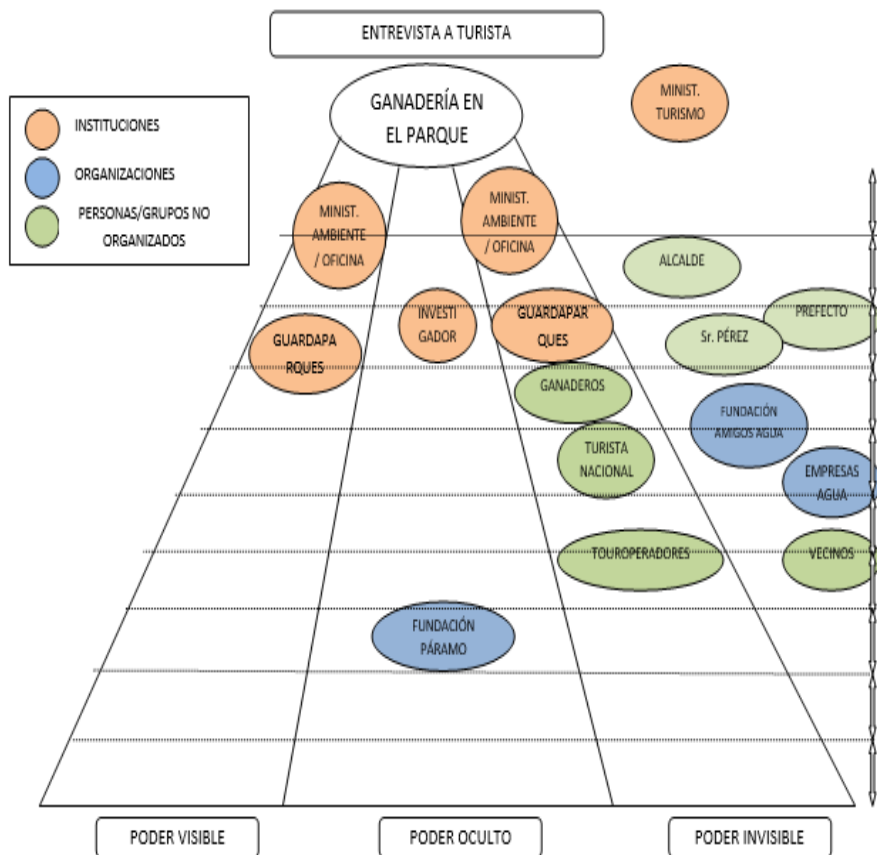 ENTREVISTA A TURISTA
GANADERÍA EN
EL PARQUE
MINIST.
TURISMO
INSTITUCIONES
ORGANIZACIONES
PERSONAS/GRUPOS NO
ORGANIZADOS
MINIST.
AMBIENTE
/ OFICINA
MINIST.
AMBIENTE
/ OFICINA
ALCALDE
GUARDAPA
RQUES
INVESTI
GADOR
GUARDAPAR
QUES
Sr. PÉREZ
PREFECTO
GANADEROS
FUNDACIÓN
AMIGOS AGUA
TURISTA
NACIONAL
EMPRESAS
AGUA
TOUROPERADORES
VECINOS
FUNDACIÓN
PÁRAMO
PODER VISIBLE
PODER OCULTO
PODER INVISIBLE